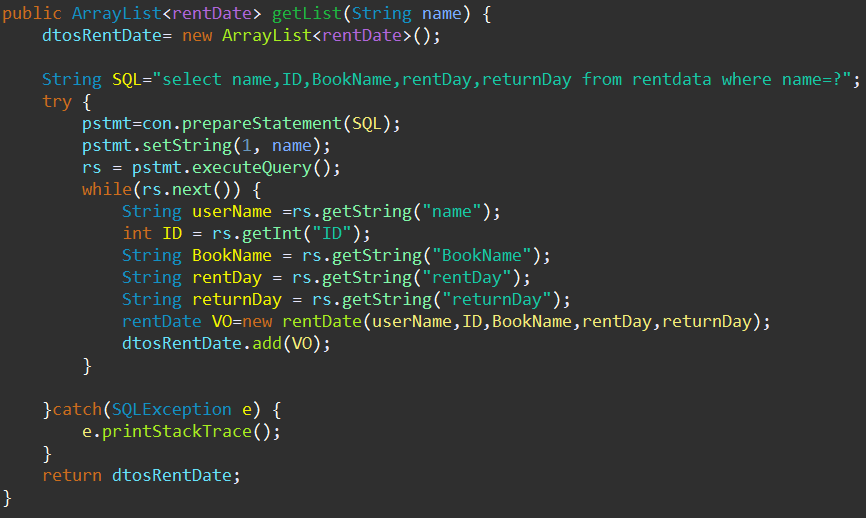 public ArrayList<rentDate> getList(String name) {
dtosRentDate= new ArrayList<rentDate>();
String SQL="select name,ID,BookName,rentDay,returnDay from rentdata where name=?";
try {
pstmt=con.prepareStatement(SQL);
pstmt.setString(1, name);
rs = pstmt.executeQuery();
while(rs.next()) {
String userName =rs.getString("name");
int ID = rs.getInt("ID");
String BookName = rs.getString("BookName");
String rentDay = rs.getString("rentDay");
String returnDay = rs.getString("returnDay");
rentDate VO=new rentDate(userName,ID,BookName,rentDay,returnDay);
dtosRentDate.add(VO);
}
}catch(SQLException e) {
e.printStackTrace();
}
return dtosRentDate;
}